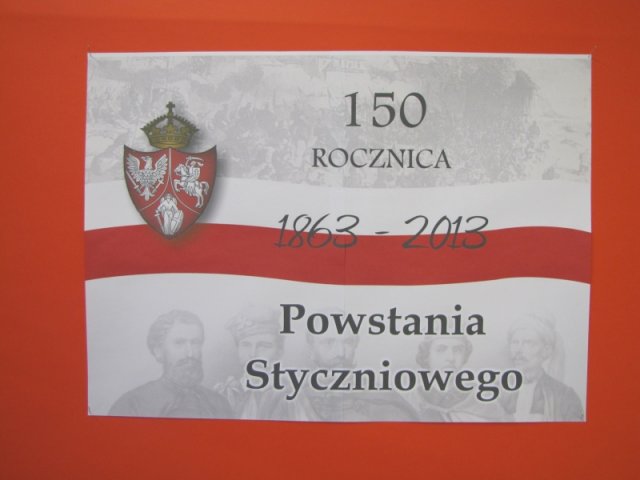 150
ROCZNICA
1863 - 2013
Powstania
Styczniowego